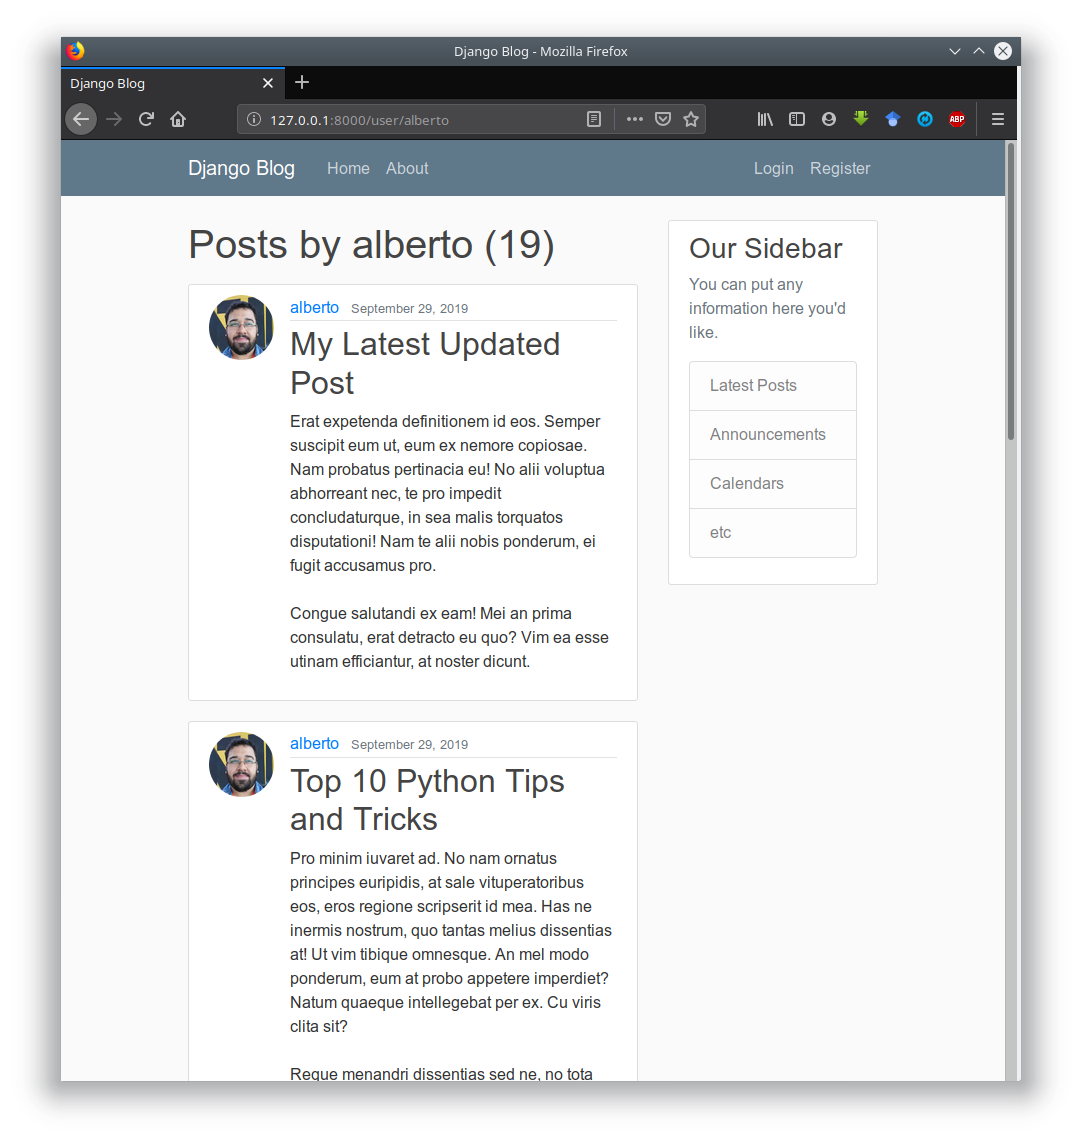 Django Blog - Mozilla Firefox
Django Blog
127.0.0.1:8000/user/alberto
ABP
Django Blog Home About Login Register
Posts by alberto (19)
alberto September 29, 2019
My Latest Updated
Post
Erat expetenda definitionem id eos. Semper
suscipit eum ut, eum ex nemore copiosae.
Nam probatus pertinacia eu! No alii voluptua
abhorreant nec, te pro impedit
concludaturque, in sea malis torquatos
disputationi! Nam te alii nobis ponderum, ei
fugit accusamus pro.
Congue salutandi ex eam! Mei an prima
consulatu, erat detracto eu quo? Vim ea esse
utinam efficiantur, at noster dicunt.
alberto September 29, 2019
Top 10 Python Tips
and Tricks
Pro minim iuvaret ad. No nam ornatus
principes euripidis, at sale vituperatoribus
eos, eros regione scripserit id mea. Has ne
inermis nostrum, quo tantas melius dissentias
at! Ut vim tibique omnesque. An mel modo
ponderum, eum at probo appetere imperdiet?
Natum quaeque intellegebat per ex. Cu viris
clita sit?
Reque menandri dissentias sed ne, no tota
Our Sidebar
You can put any
information here you'd
like.
Latest Posts
Announcements
Calendars
etc